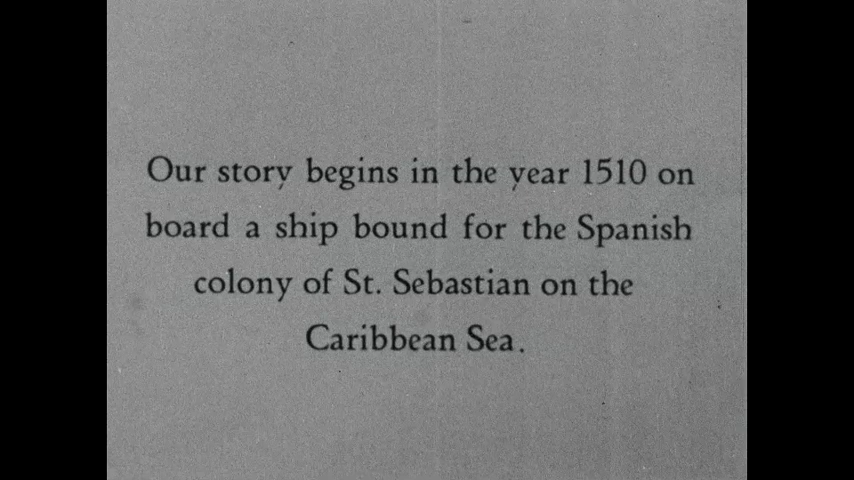 Our story begins in the year 1510 on
board a ship bound for the Spanish
colony of St. Sebastian on the
Caribbean Sea.